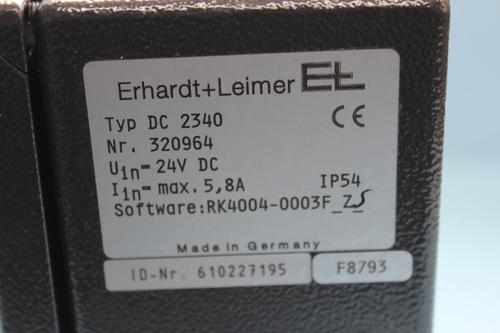 Erhardt+Leimer E+L
Typ DC 2340 CE
Nr. 320964
Uin= 24V DC
Iin= max. 5,8A IP54
Software:RK4004-0003F_Z_S
Made in Germany
ID-Nr. 610227195 F8793